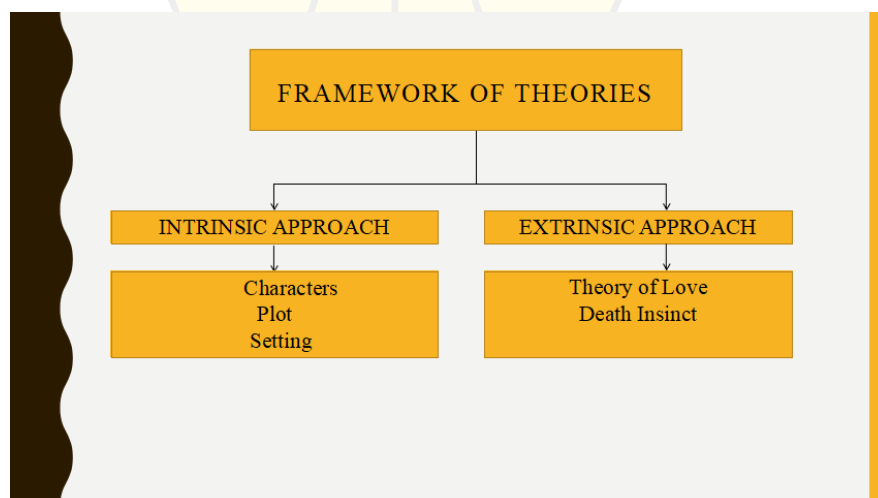 FRAMEWORK OF THEORIES
INTRINSIC APPROACH
Characters
Plot
Setting
EXTRINSIC APPROACH
Theory of Love
Death Insinct